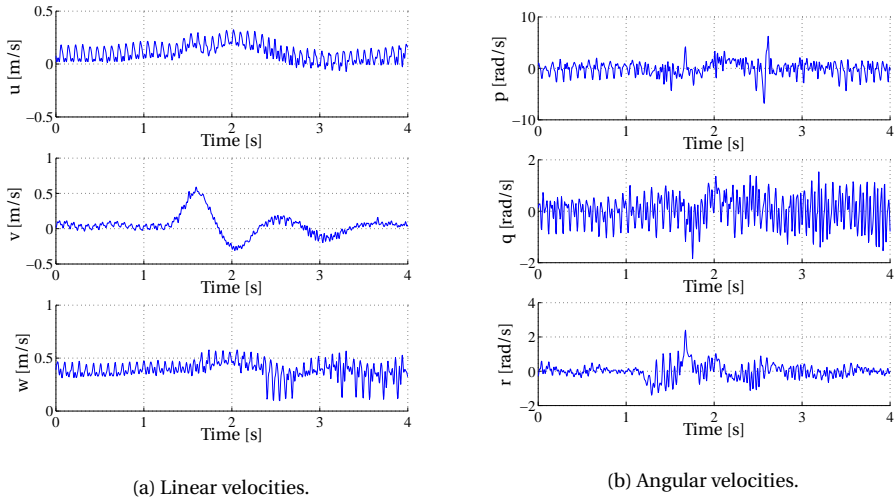 0.5
0
−0.5
0 1 2 3 4
u [m/s]
Time [s]
1
0.5
0
−0.5
0 1 2 3 4
v [m/s]
Time [s]
1
0.5
0
0 1 2 3 4
w [m/s]
Time [s]
(a) Linear velocities.
10
0
−10
0 1 2 3 4
p [rad/s]
Time [s]
2
0
−2
0 1 2 3 4
q [rad/s]
Time [s]
4
2
0
−2
0 1 2 3 4
r [rad/s]
Time [s]
(b) Angular velocities.